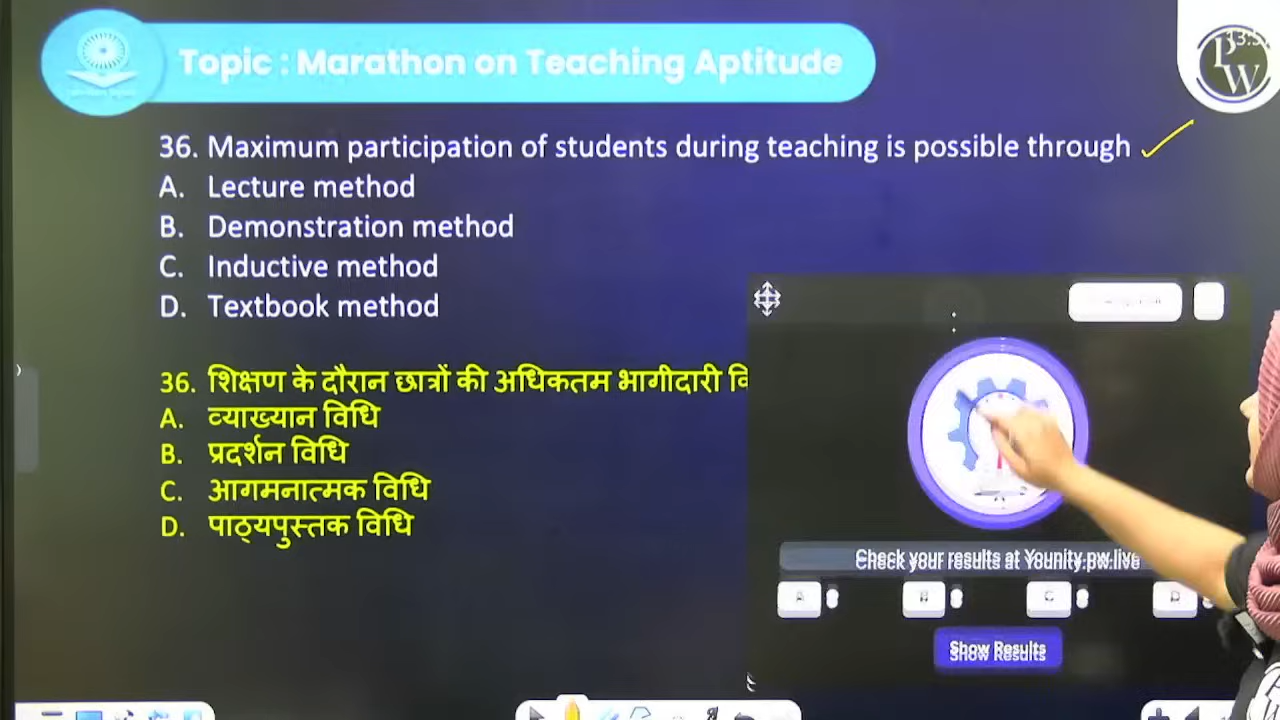 Topic : Marathon on Teaching Aptitude
PW
36. Maximum participation of students during teaching is possible through
A. Lecture method
B. Demonstration method
C. Inductive method
D. Textbook method
36. शिक्षण के दौरान छात्रों की अधिकतम भागीदारी वि
A. व्याख्यान विधि
B. प्रदर्शन विधि
C. आगमनात्मक विधि
D. पाठ्यपुस्तक विधि
Check your results at Younity.pw.live
A B C D
Show Results